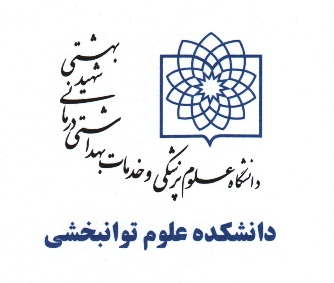 دانشگاه علوم پزشکی و خدمات بهداشتی درمانی شهید بهشتی
دانشکده علوم توانبخشی